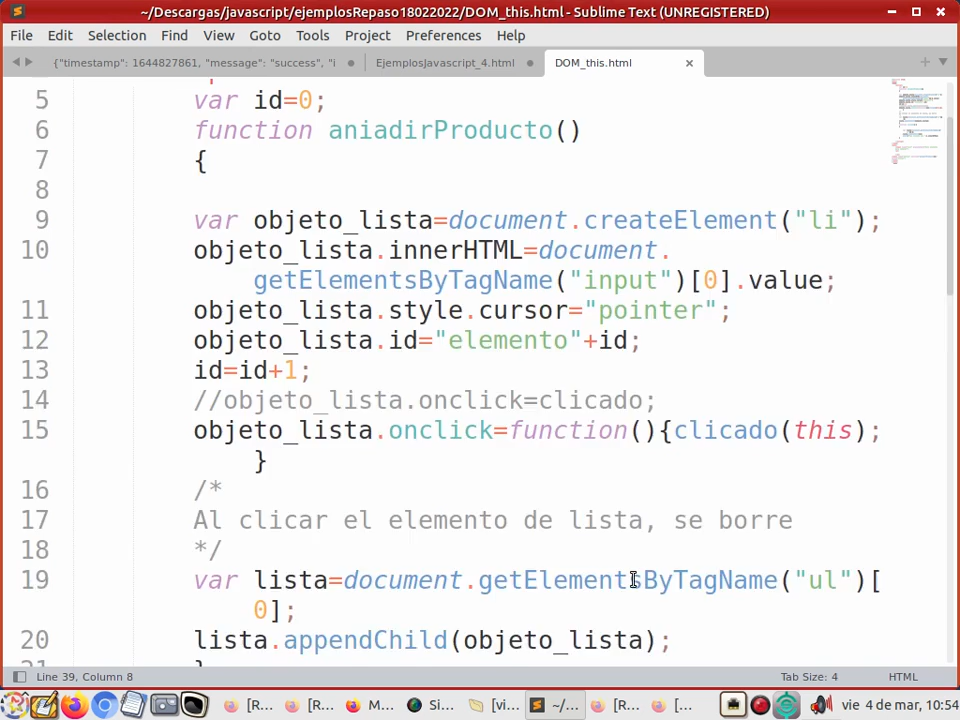 ~/Descargas/javascript/ejemplosRepaso18022022/DOM_this.html - Sublime Text (UNREGISTERED)
File Edit Selection Find View Goto Tools Project Preferences Help
{"timestamp": 1644827861, "message": "success", "i
EjemplosJavascript_4.html
DOM_this.html
5 var id=0;
6 function aniadirProducto()
7 {
8
9 var objeto_lista=document.createElement("li");
10 objeto_lista.innerHTML=document.
getElementsByTagName("input")[0].value;
11 objeto_lista.style.cursor="pointer";
12 objeto_lista.id="elemento"+id;
13 id=id+1;
14 //objeto_lista.onclick=clicado;
15 objeto_lista.onclick=function(){clicado(this);
}
16 /*
17 Al clicar el elemento de lista, se borre
18 */
19 var lista=document.getElementsByTagName("ul")[
0];
20 lista.appendChild(objeto_lista);
Line 39, Column 8
Tab Size: 4
HTML
[R... [R... M... Si... [vi... ~/... [R... [... vie 4 de mar, 10:54